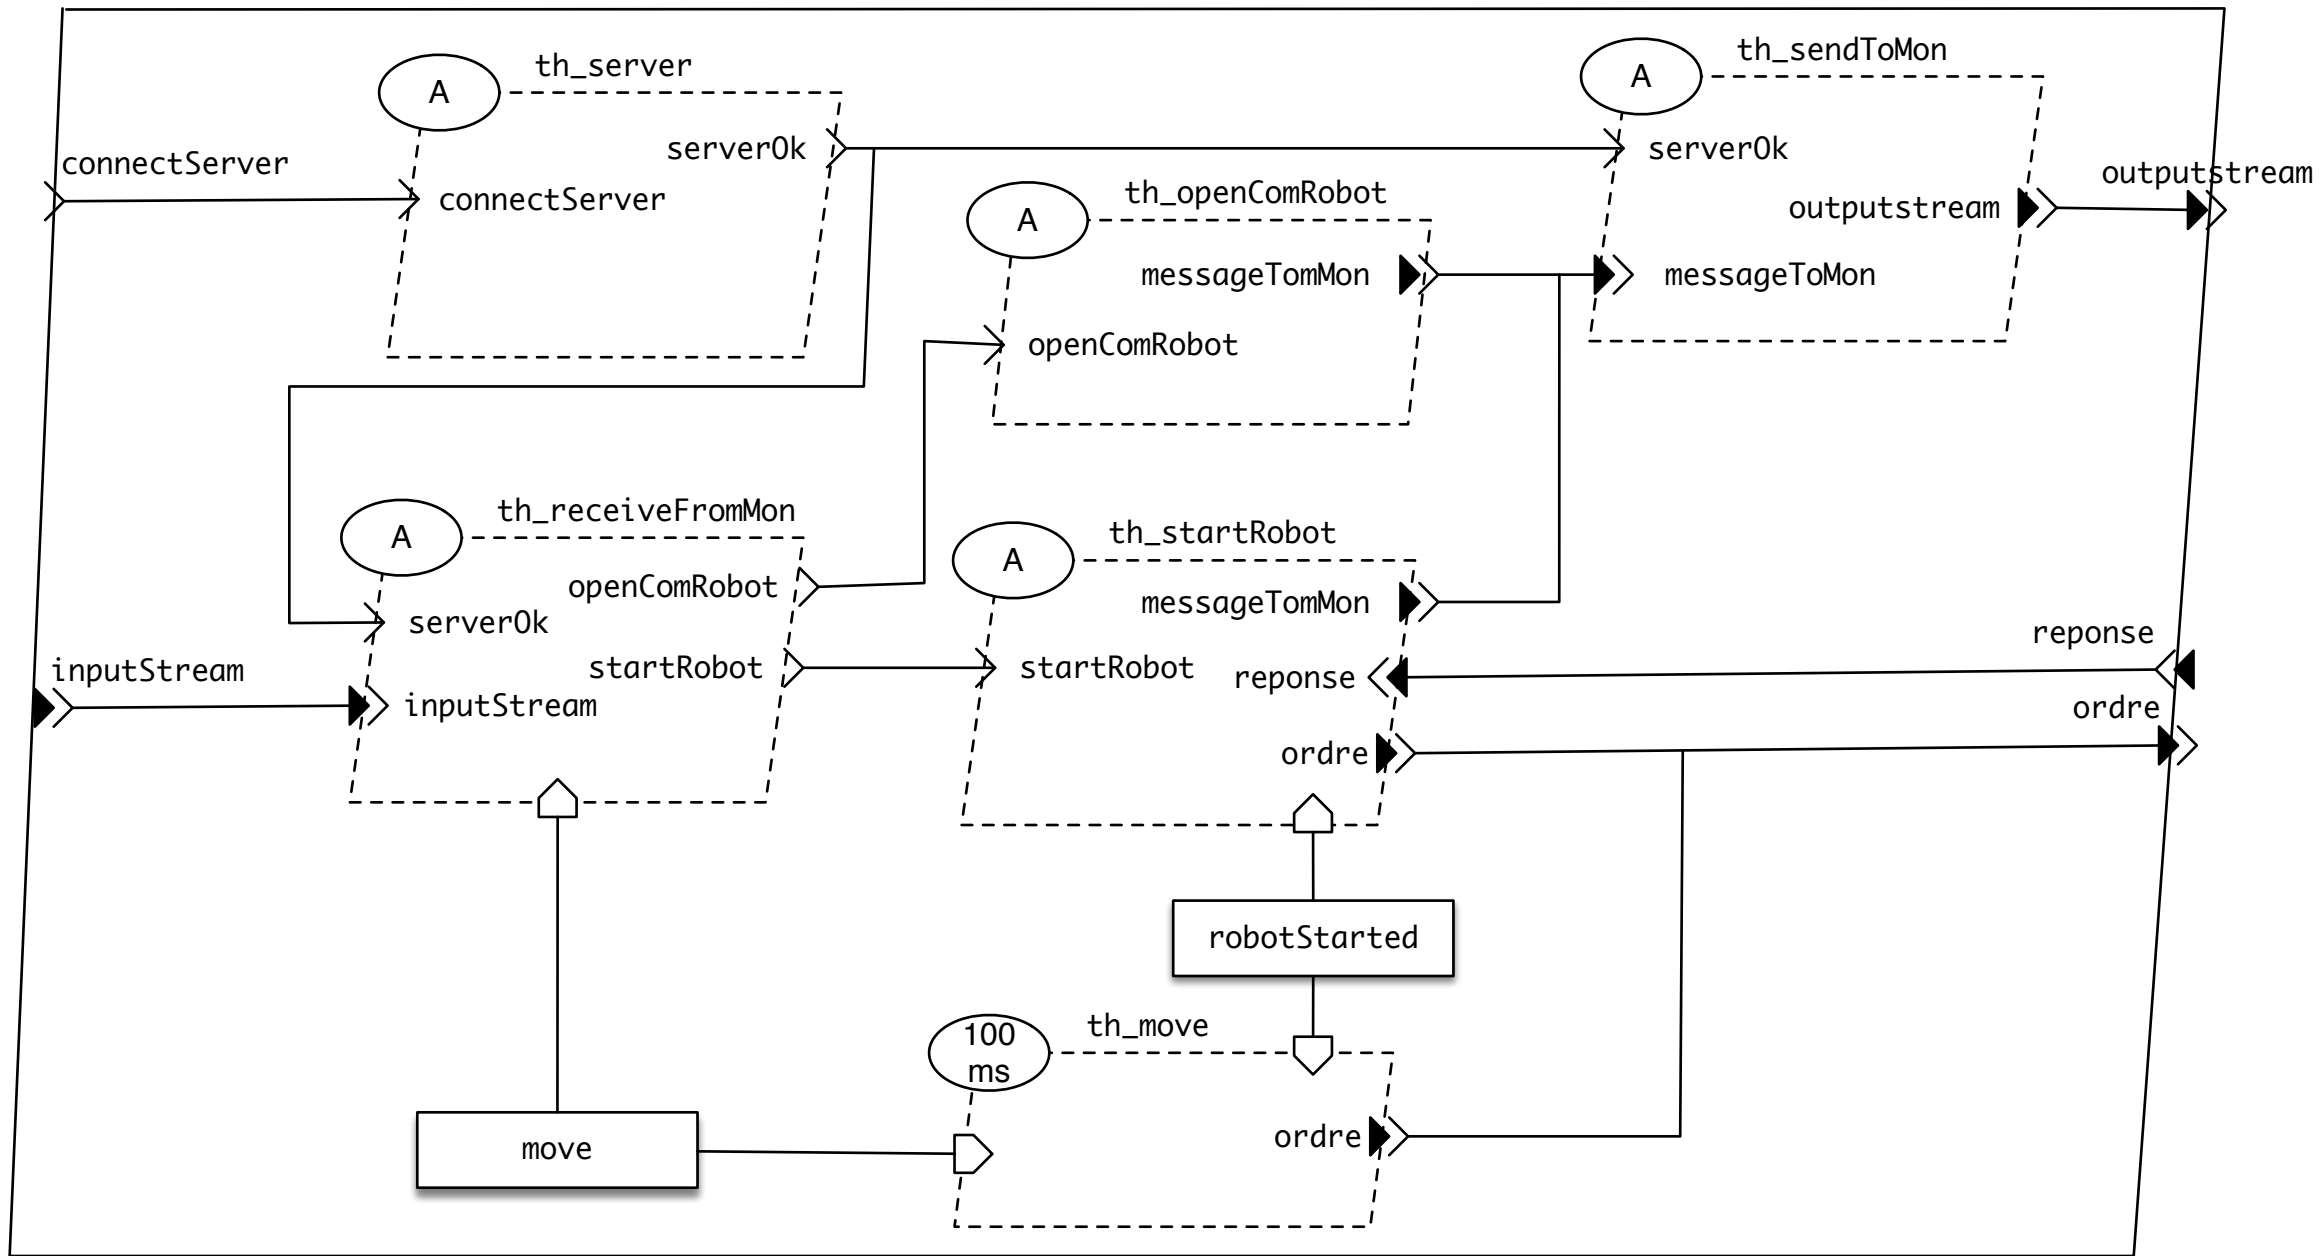 th_sendToMon
A
th_server
A
serverOk
serverOk
connectServer
connectServer
outputstream
outputstream
th_openComRobot
A
messageTomMon
messageToMon
openComRobot
th_receiveFromMon
A
th_startRobot
A
openComRobot
messageTomMon
serverOk
reponse
inputStream
startRobot
startRobot
reponse
inputStream
ordre
ordre
robotStarted
th_move
100
ms
ordre
move